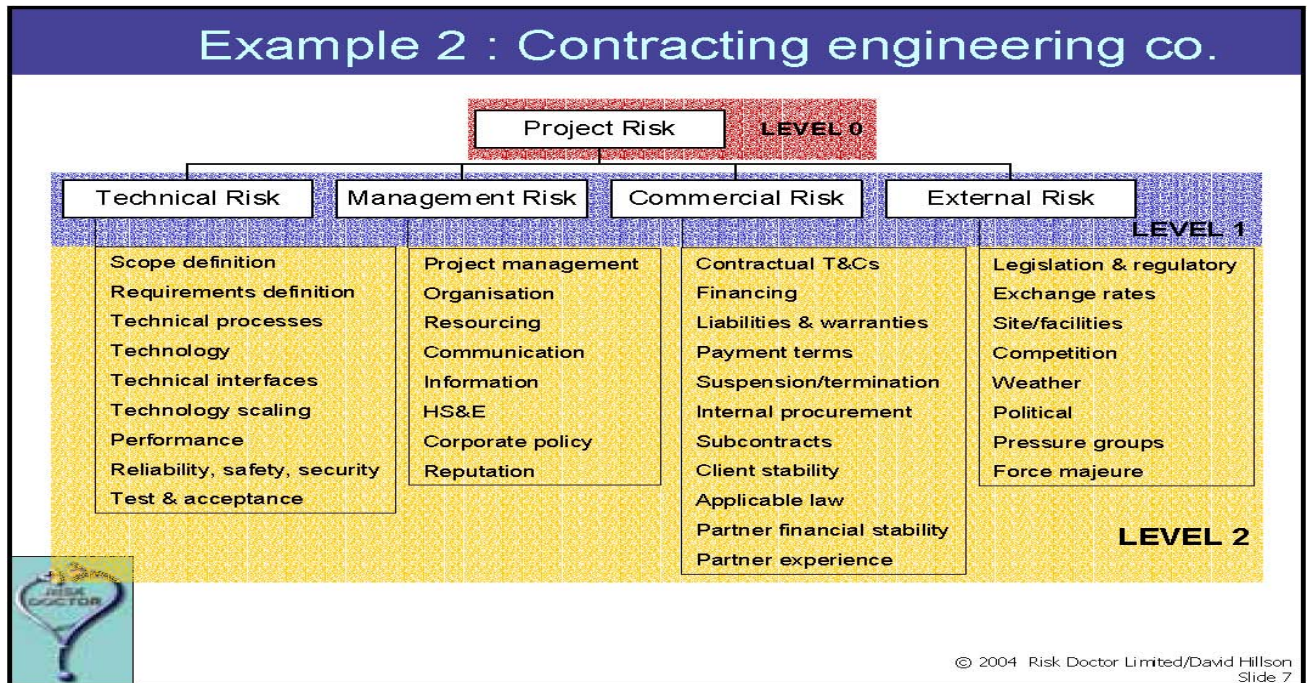 Example 2 : Contracting engineering co.
Project Risk
LEVEL 0
Technical Risk
Management Risk
Commercial Risk
External Risk
LEVEL 1
Scope definition
Requirements definition
Technical processes
Technology
Technical interfaces
Technology scaling
Performance
Reliability, safety, security
Test & acceptance
Project management
Organisation
Resourcing
Communication
Information
HS&E
Corporate policy
Reputation
Contractual T&Cs
Financing
Liabilities & warranties
Payment terms
Suspension/termination
Internal procurement
Subcontracts
Client stability
Applicable law
Partner financial stability
Partner experience
Legislation & regulatory
Exchange rates
Site/facilities
Competition
Weather
Political
Pressure groups
Force majeure
LEVEL 2
RISK
DOCTOR
© 2004 Risk Doctor Limited/David Hillson
Slide 7